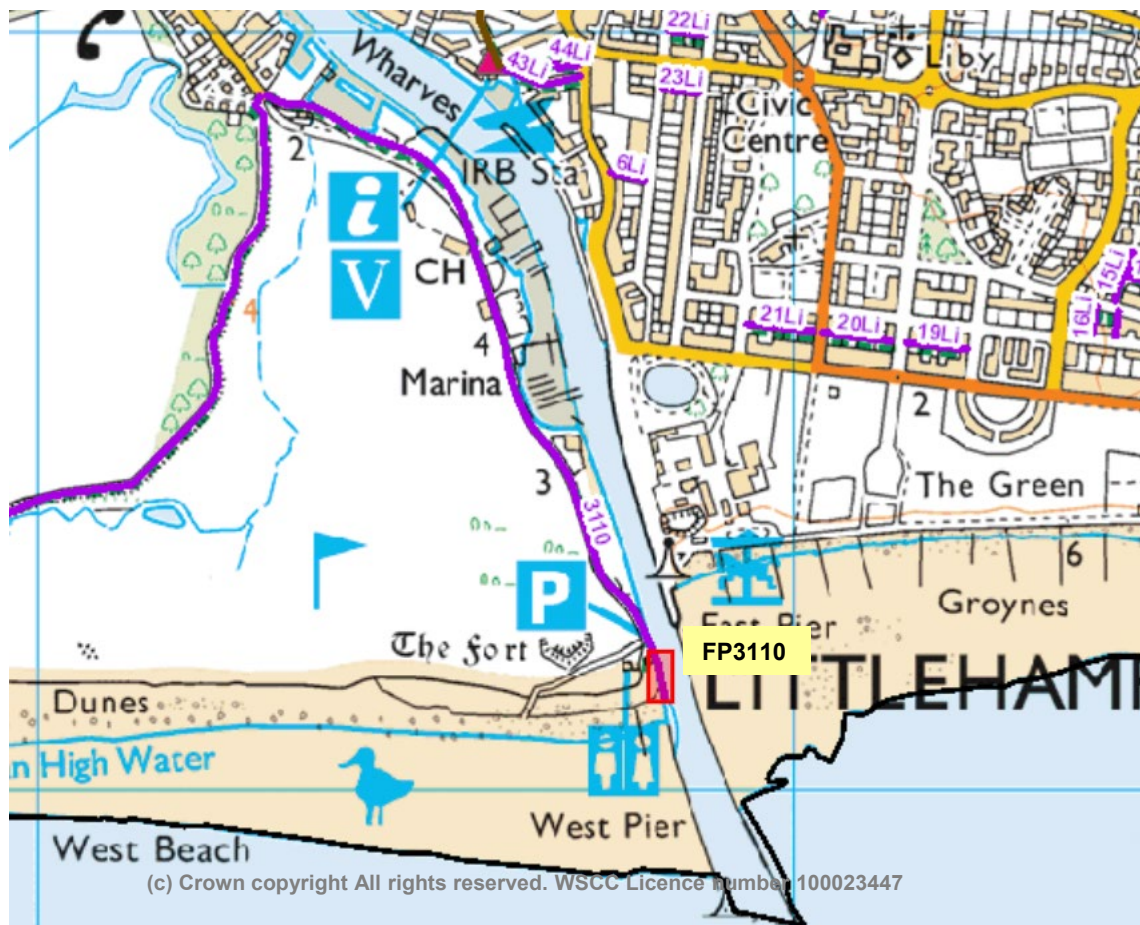 22Li
44Li
43Li
Wharves
23Li
Liby
Civic
Centre
2
IRB Sta
6Li
i
V
CH
4
4
Marina
21Li
20Li
19Li
16Li
15Li
2
3
3110
The Green
6
P
Groynes
East Pier
The Fort
FP3110
LITTLEHAM
Dunes
n High Water
West Pier
West Beach
(c) Crown copyright All rights reserved. WSCC Licence number 100023447